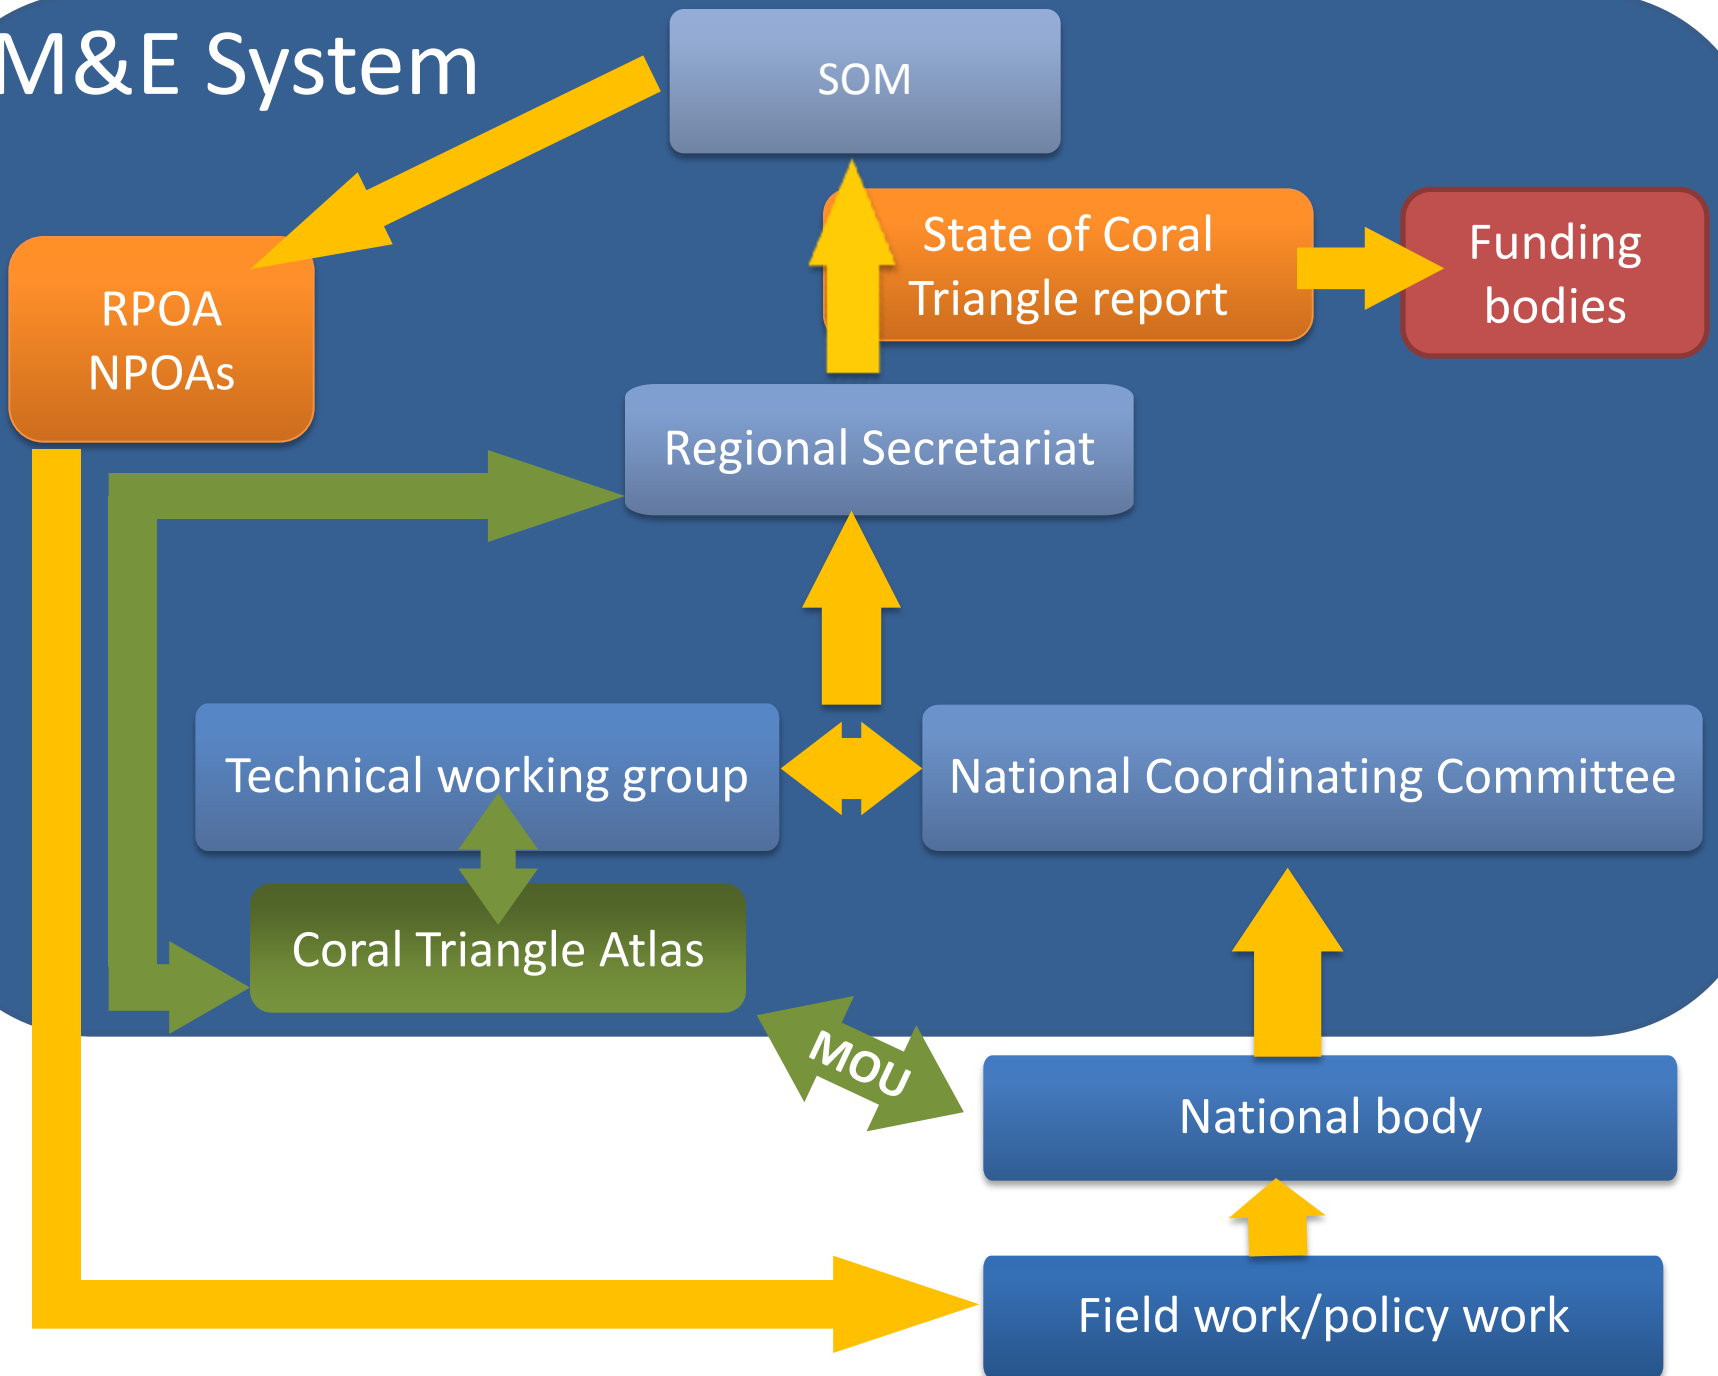 M&E System
SOM
State of Coral
Triangle report
Funding
bodies
RPOA
NPOAs
Regional Secretariat
Technical working group
National Coordinating Committee
Coral Triangle Atlas
MOU
National body
Field work/policy work